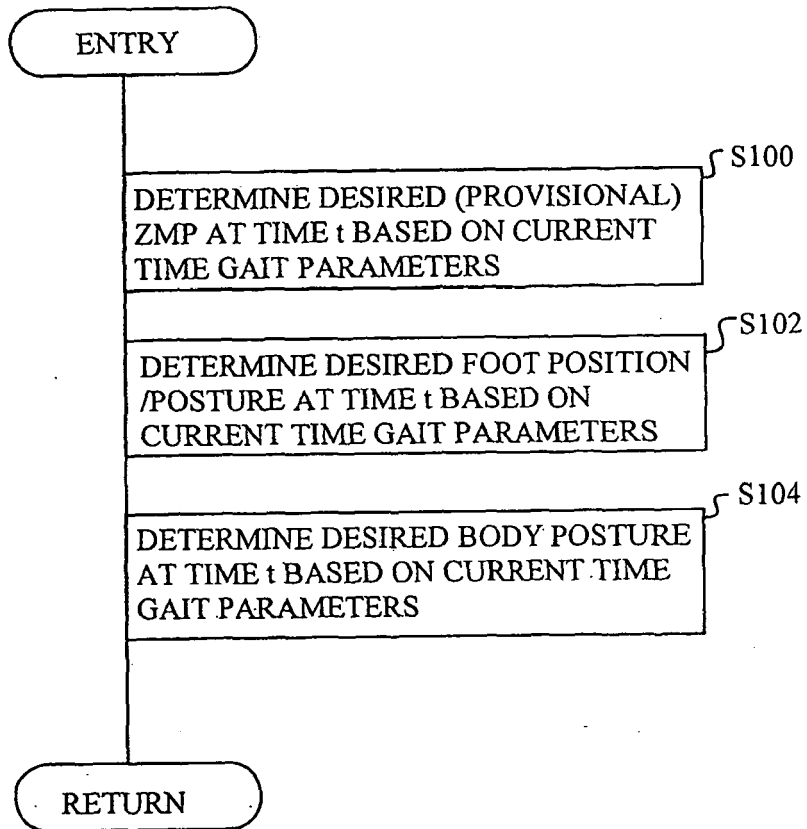 ENTRY
S100
DETERMINE DESIRED (PROVISIONAL)
ZMP AT TIME t BASED ON CURRENT
TIME GAIT PARAMETERS
S102
DETERMINE DESIRED FOOT POSITION
/POSTURE AT TIME t BASED ON
CURRENT TIME GAIT PARAMETERS
S104
DETERMINE DESIRED BODY POSTURE
AT TIME t BASED ON CURRENT TIME
GAIT PARAMETERS
RETURN